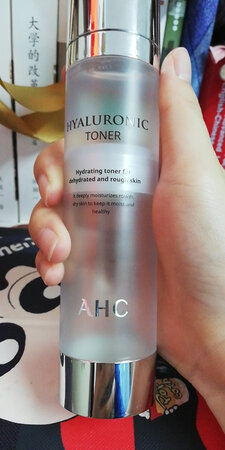 大学的改革
HYALURONIC
TONER
Hydrating toner for
dehydrated and rough skin
It deeply moisturizes rough,
dry skin to keep it moist and
healthy
AHC